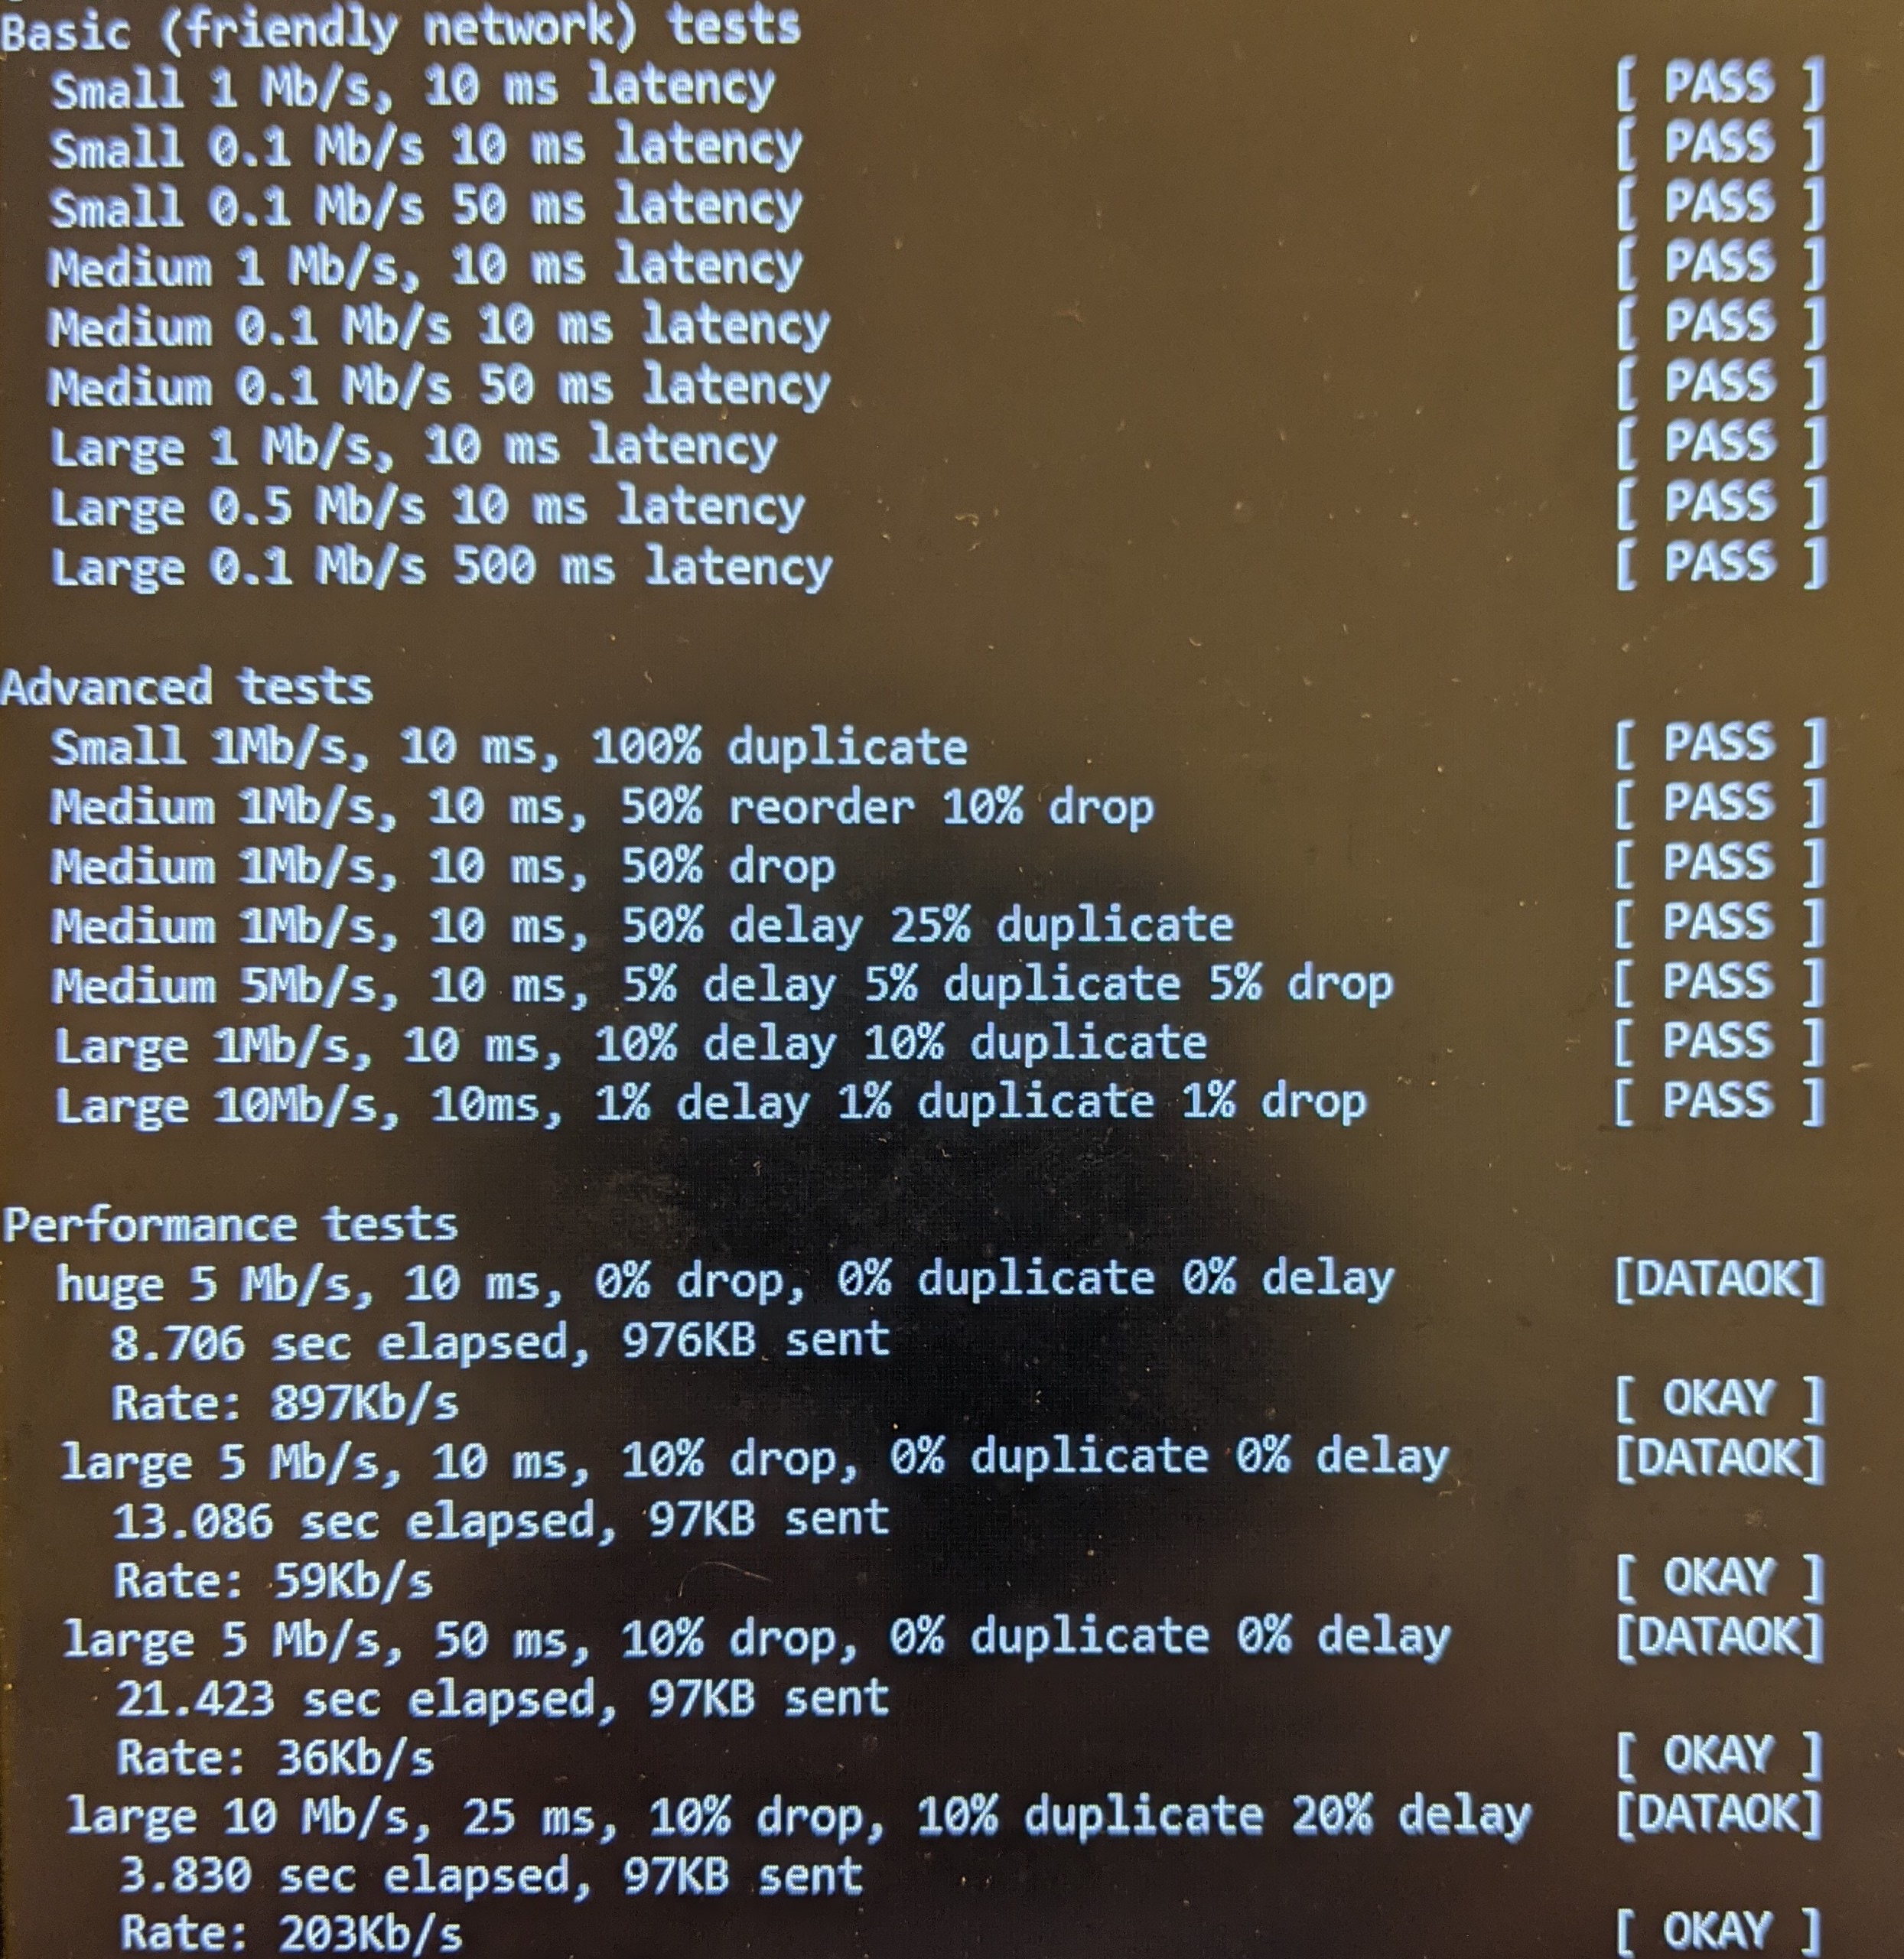 Basic (friendly network) tests
Small 1 Mb/s, 10 ms latency [ PASS ]
Small 0.1 Mb/s 10 ms latency [ PASS ]
Small 0.1 Mb/s 50 ms latency [ PASS ]
Medium 1 Mb/s, 10 ms latency [ PASS ]
Medium 0.1 Mb/s 10 ms latency [ PASS ]
Medium 0.1 Mb/s 50 ms latency [ PASS ]
Large 1 Mb/s, 10 ms latency [ PASS ]
Large 0.5 Mb/s 10 ms latency [ PASS ]
Large 0.1 Mb/s 500 ms latency [ PASS ]
Advanced tests
Small 1Mb/s, 10 ms, 100% duplicate [ PASS ]
Medium 1Mb/s, 10 ms, 50% reorder 10% drop [ PASS ]
Medium 1Mb/s, 10 ms, 50% drop [ PASS ]
Medium 1Mb/s, 10 ms, 50% delay 25% duplicate [ PASS ]
Medium 5Mb/s, 10 ms, 5% delay 5% duplicate 5% drop [ PASS ]
Large 1Mb/s, 10 ms, 10% delay 10% duplicate [ PASS ]
Large 10Mb/s, 10ms, 1% delay 1% duplicate 1% drop [ PASS ]
Performance tests
huge 5 Mb/s, 10 ms, 0% drop, 0% duplicate 0% delay [DATAOK]
8.706 sec elapsed, 976KB sent
Rate: 897Kb/s [ OKAY ]
large 5 Mb/s, 10 ms, 10% drop, 0% duplicate 0% delay [DATAOK]
13.086 sec elapsed, 97KB sent
Rate: 59Kb/s [ OKAY ]
large 5 Mb/s, 50 ms, 10% drop, 0% duplicate 0% delay [DATAOK]
21.423 sec elapsed, 97KB sent
Rate: 36Kb/s [ OKAY ]
large 10 Mb/s, 25 ms, 10% drop, 10% duplicate 20% delay [DATAOK]
3.830 sec elapsed, 97KB sent
Rate: 203Kb/s [ OKAY ]